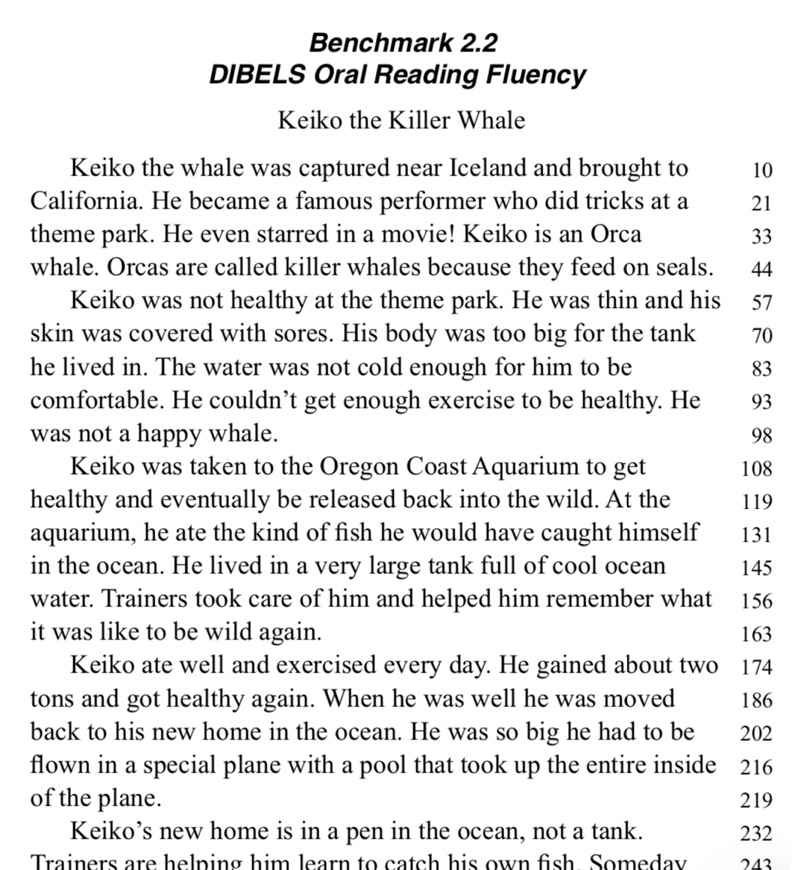 Benchmark 2.2
DIBELS Oral Reading Fluency
Keiko the Killer Whale
Keiko the whale was captured near Iceland and brought to 10
California. He became a famous performer who did tricks at a 21
theme park. He even starred in a movie! Keiko is an Orca 33
whale. Orcas are called killer whales because they feed on seals. 44
Keiko was not healthy at the theme park. He was thin and his 57
skin was covered with sores. His body was too big for the tank 70
he lived in. The water was not cold enough for him to be 83
comfortable. He couldn’t get enough exercise to be healthy. He 93
was not a happy whale. 98
Keiko was taken to the Oregon Coast Aquarium to get 108
healthy and eventually be released back into the wild. At the 119
aquarium, he ate the kind of fish he would have caught himself 131
in the ocean. He lived in a very large tank full of cool ocean 145
water. Trainers took care of him and helped him remember what 156
it was like to be wild again. 163
Keiko ate well and exercised every day. He gained about two 174
tons and got healthy again. When he was well he was moved 186
back to his new home in the ocean. He was so big he had to be 202
flown in a special plane with a pool that took up the entire inside 216
of the plane. 219
Keiko’s new home is in a pen in the ocean, not a tank. 232
Trainers are helping him learn to catch his own fish. Someday 243